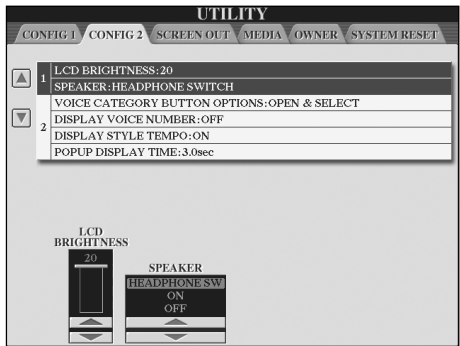 UTILITY
CONFIG 1 CONFIG 2 SCREEN OUT MEDIA OWNER SYSTEM RESET
1
LCD BRIGHTNESS:20
SPEAKER:HEADPHONE SWITCH
2
VOICE CATEGORY BUTTON OPTIONS:OPEN & SELECT
DISPLAY VOICE NUMBER:OFF
DISPLAY STYLE TEMPO:ON
POPUP DISPLAY TIME:3.0sec
LCD
BRIGHTNESS
20
SPEAKER
HEADPHONE SW
ON
OFF